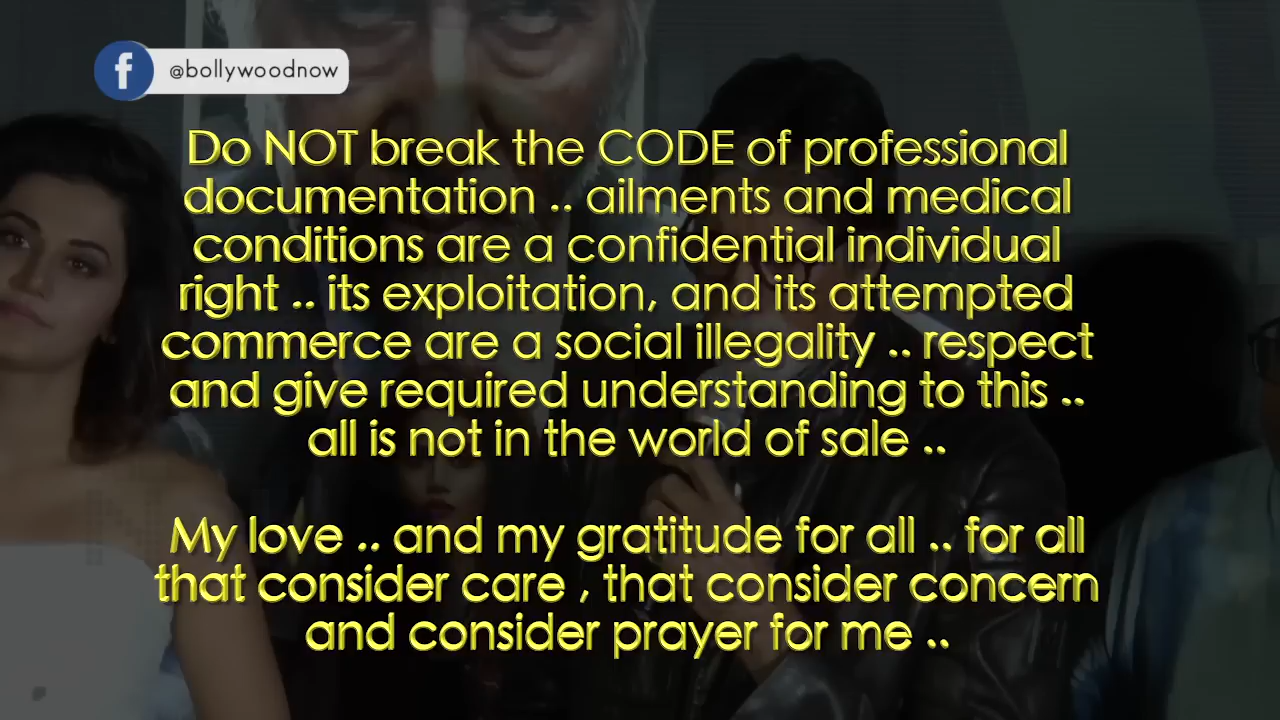 @bollywoodnow
Do NOT break the CODE of professional
documentation .. ailments and medical
conditions are a confidential individual
right .. its exploitation, and its attempted
commerce are a social illegality .. respect
and give required understanding to this ..
all is not in the world of sale ..
My love .. and my gratitude for all .. for all
that consider care , that consider concern
and consider prayer for me ..